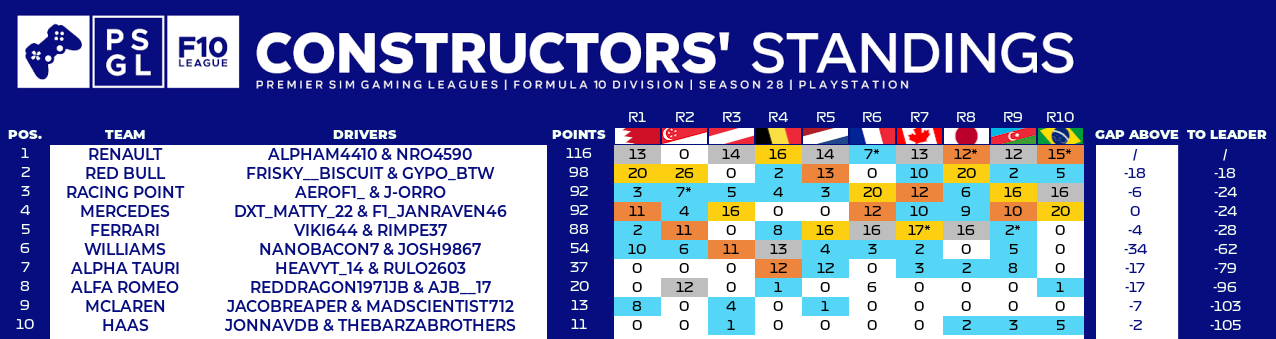 PS
GL
F10
LEAGUE
CONSTRUCTORS' STANDINGS
PREMIER SIM GAMING LEAGUES | FORMULA 10 DIVISION | SEASON 28 | PLAYSTATION
R1 R2 R3 R4 R5 R6 R7 R8 R9 R10
POS. TEAM DRIVERS POINTS GAP ABOVE TO LEADER
1 RENAULT ALPHAM4410 & NRO4590 116 13 0 14 16 14 7* 13 12* 12 15* / /
2 RED BULL FRISKY__BISCUIT & GYPO_BTW 98 20 26 0 2 13 0 10 20 2 5 -18 -18
3 RACING POINT AEROF1_ & J-ORRO 92 3 7* 5 4 3 20 12 6 16 16 -6 -24
4 MERCEDES DXT_MATTY_22 & F1_JANRAVEN46 92 11 4 16 0 0 12 10 9 10 20 0 -24
5 FERRARI VIKI644 & RIMPE37 88 2 11 0 8 16 16 17* 16 2* 0 -4 -28
6 WILLIAMS NANOBACON7 & JOSH9867 54 10 6 11 13 4 3 2 0 5 0 -34 -62
7 ALPHA TAURI HEAVYT_14 & RULO2603 37 0 0 0 12 12 0 3 2 8 0 -17 -79
8 ALFA ROMEO REDDRAGON1971JB & AJB__17 20 0 12 0 1 0 6 0 0 0 1 -17 -96
9 MCLAREN JACOBREAPER & MADSCIENTIST712 13 8 0 4 0 1 0 0 0 0 0 -7 -103
10 HAAS JONNAVDB & THEBARZABROTHERS 11 0 0 1 0 0 0 0 2 3 5 -2 -105